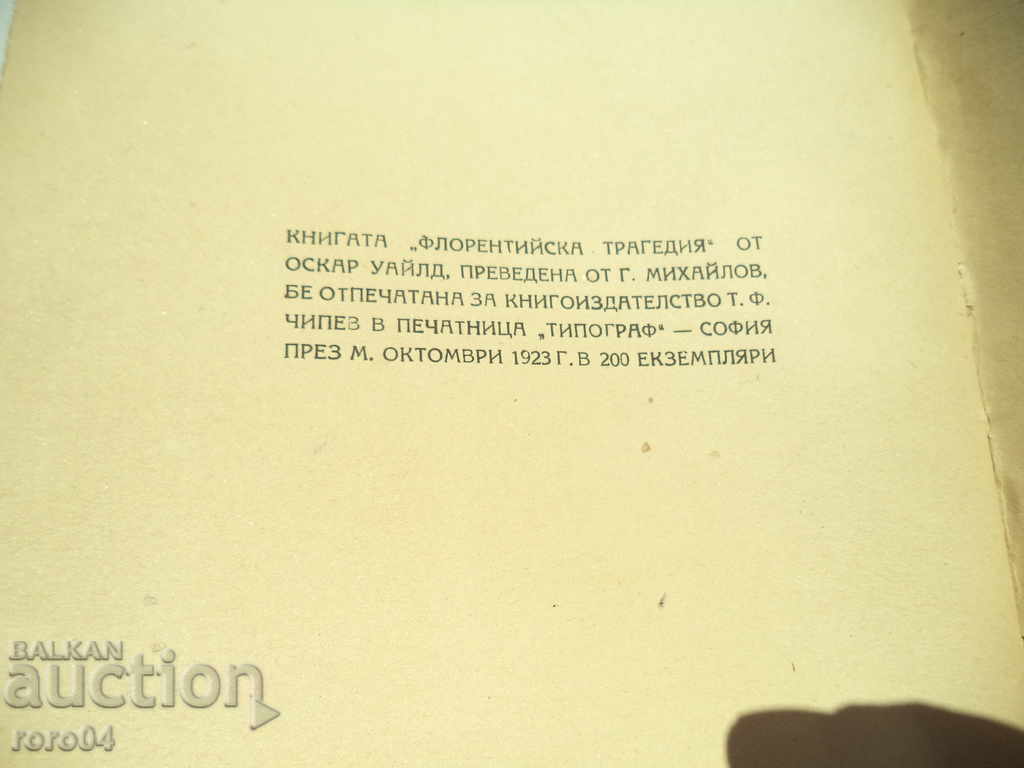 КНИГАТА „ФЛОРЕНТИЙСКА ТРАГЕДИЯ“ ОТ
ОСКАР УАЙЛД, ПРЕВЕДЕНА ОТ Г. МИХАЙЛОВ,
БЕ ОТПЕЧАТАНА ЗА КНИГОИЗДАТЕЛСТВО Т. Ф.
ЧИПЕВ В ПЕЧАТНИЦА „ТИПОГРАФ“ — СОФИЯ
ПРЕЗ М. ОКТОМВРИ 1923 Г. В 200 ЕКЗЕМПЛЯРИ
BALKAN
auction
roro04